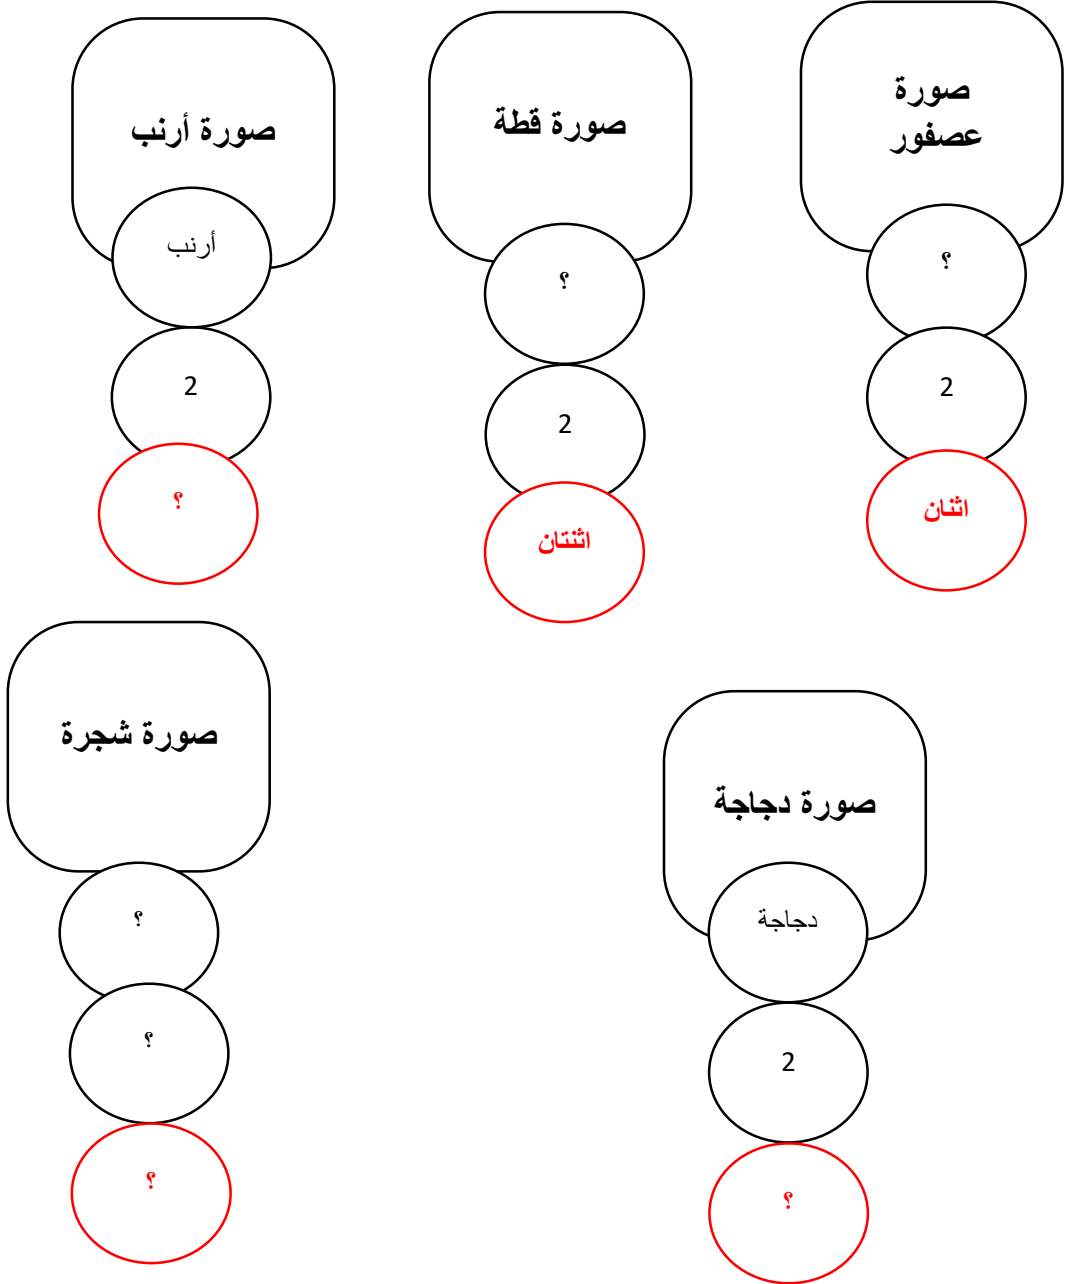 صورة
عصفور
؟
2
اثنان
صورة قطة
؟
2
اثنتان
صورة أرنب
أرنب
2
؟
صورة دجاجة
دجاجة
2
؟
صورة شجرة
؟
؟
؟